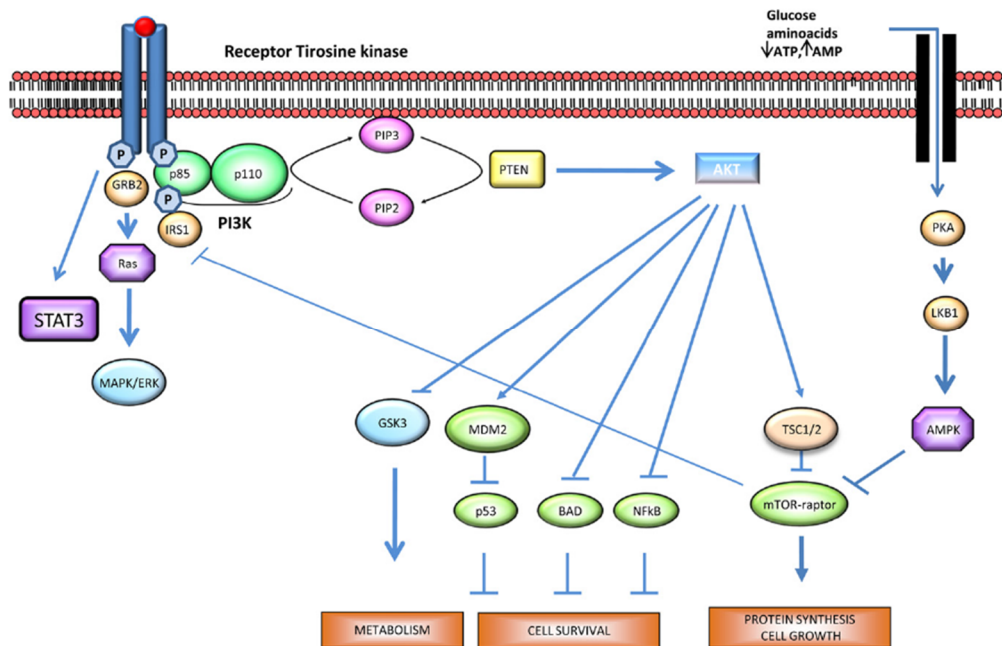 Glucose
aminoacids
↓ATP,↑AMP
Receptor Tirosine kinase
P
P
GRB2
p85
p110
P
PI3K
IRS1
PIP3
PIP2
PTEN
AKT
PKA
Ras
STAT3
LKB1
MAPK/ERK
GSK3
MDM2
TSC1/2
AMPK
p53
BAD
NFkB
mTOR-raptor
METABOLISM
CELL SURVIVAL
PROTEIN SYNTHESIS
CELL GROWTH